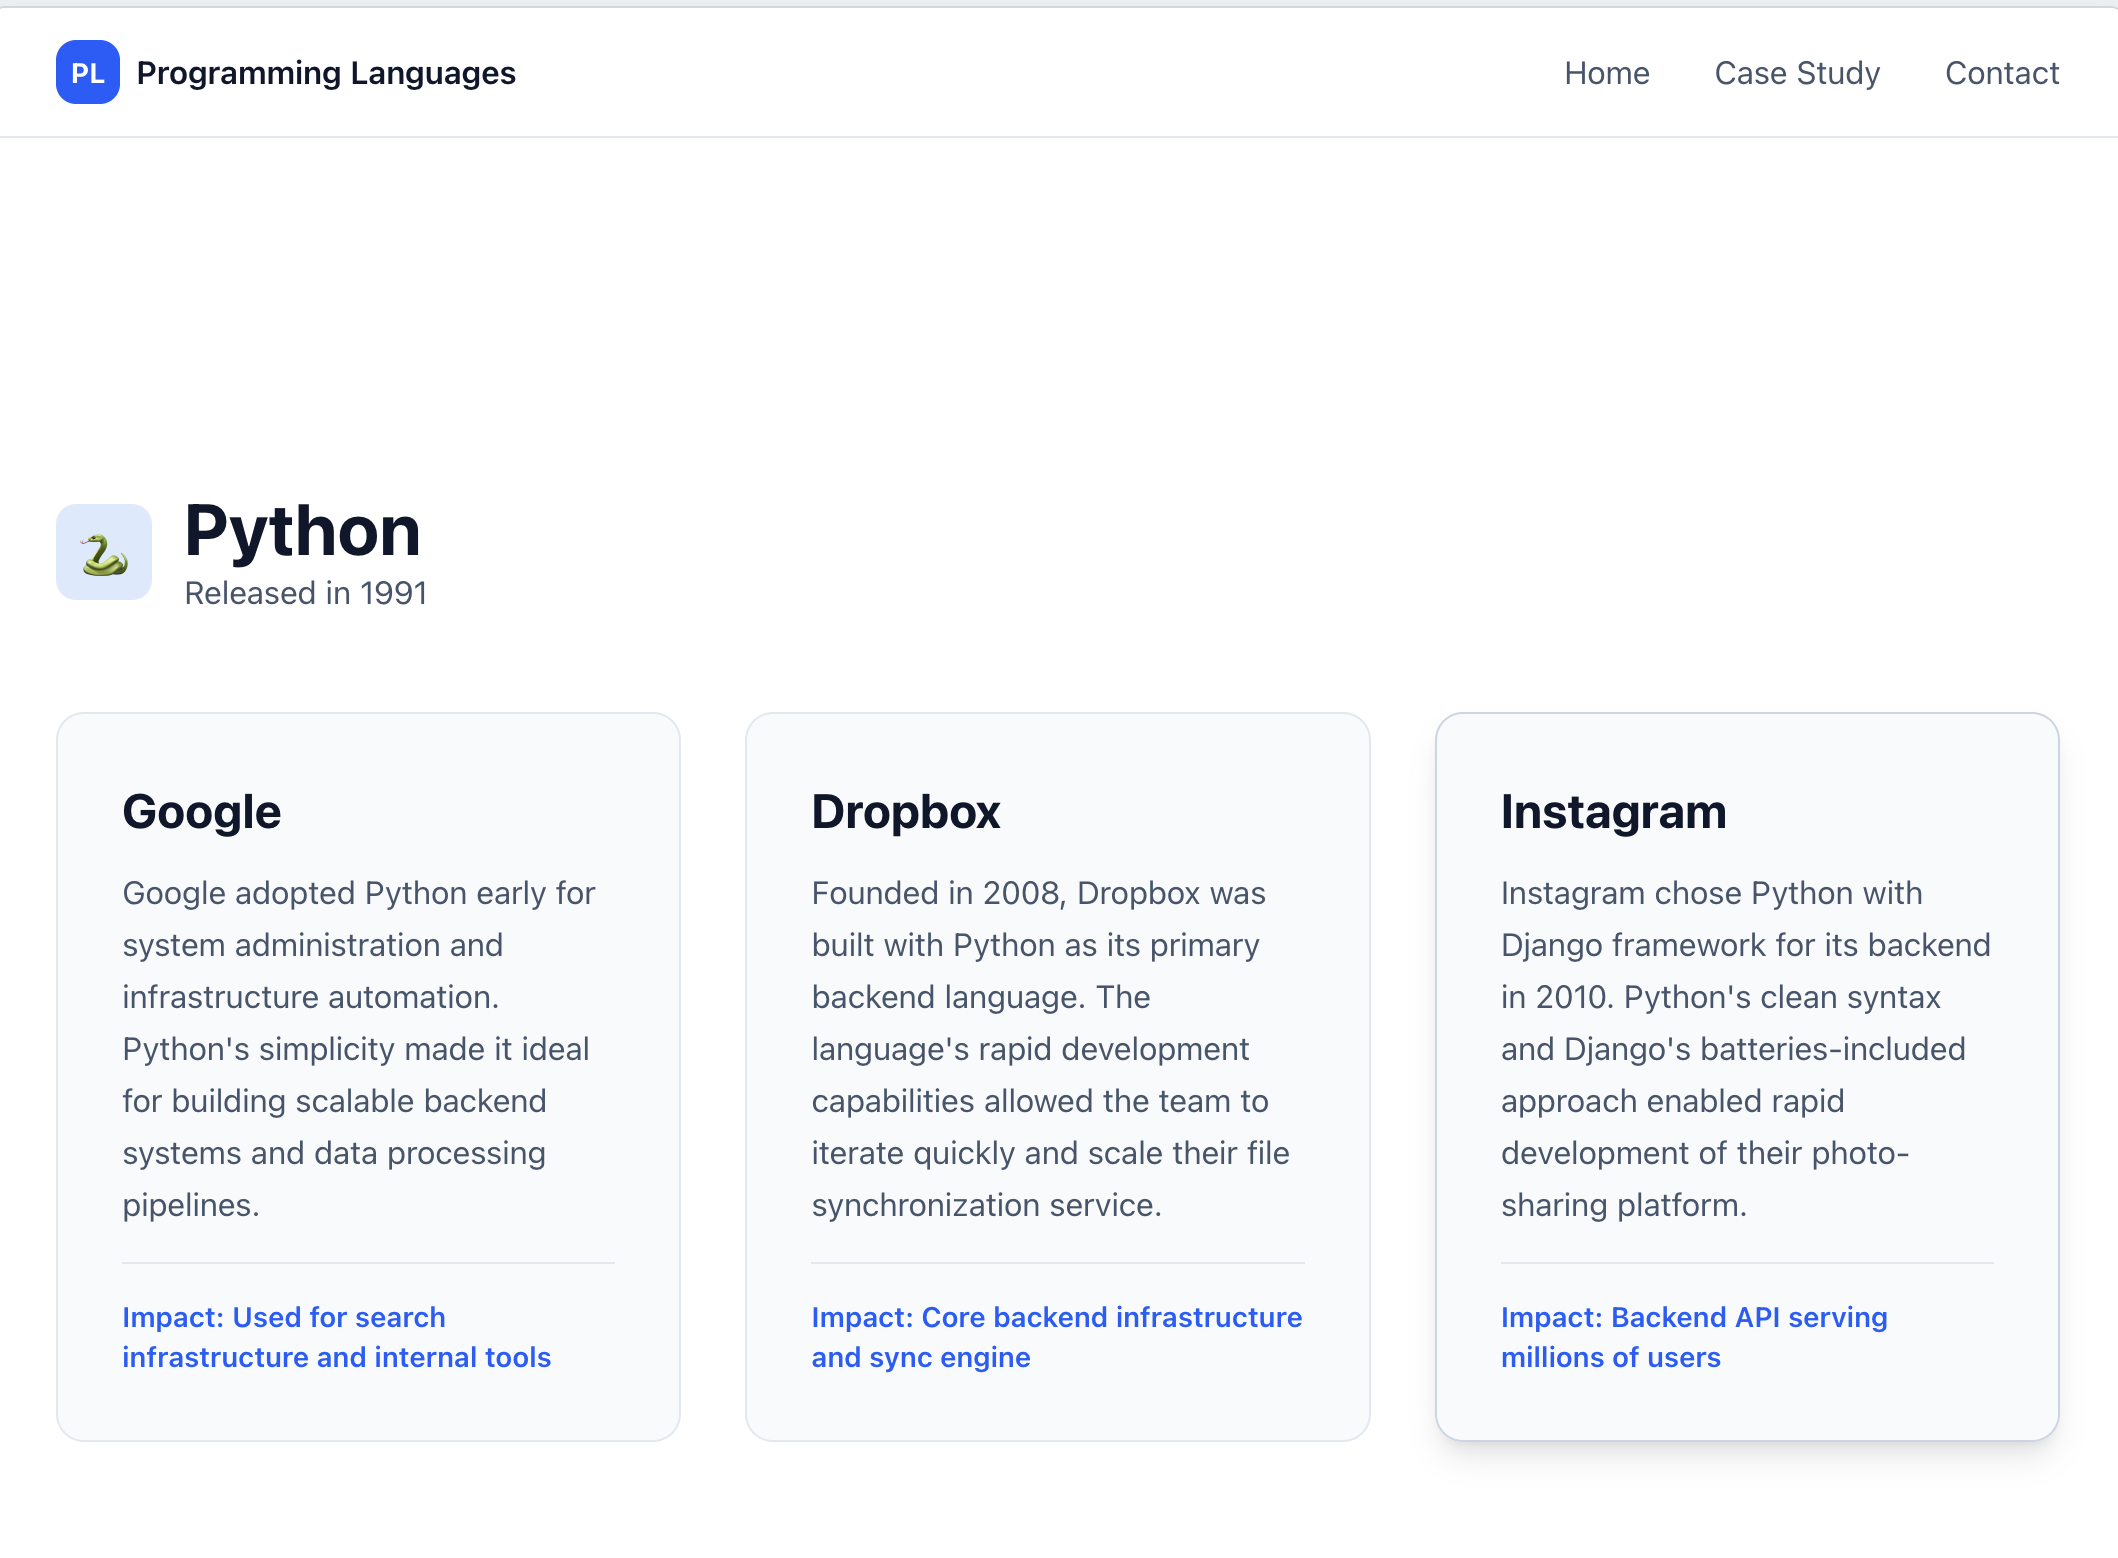 PL Programming Languages
Home Case Study Contact
Python
Released in 1991
Google
Google adopted Python early for
system administration and
infrastructure automation.
Python's simplicity made it ideal
for building scalable backend
systems and data processing
pipelines.
Impact: Used for search
infrastructure and internal tools
Dropbox
Founded in 2008, Dropbox was
built with Python as its primary
backend language. The
language's rapid development
capabilities allowed the team to
iterate quickly and scale their file
synchronization service.
Impact: Core backend infrastructure
and sync engine
Instagram
Instagram chose Python with
Django framework for its backend
in 2010. Python's clean syntax
and Django's batteries-included
approach enabled rapid
development of their photo-
sharing platform.
Impact: Backend API serving
millions of users